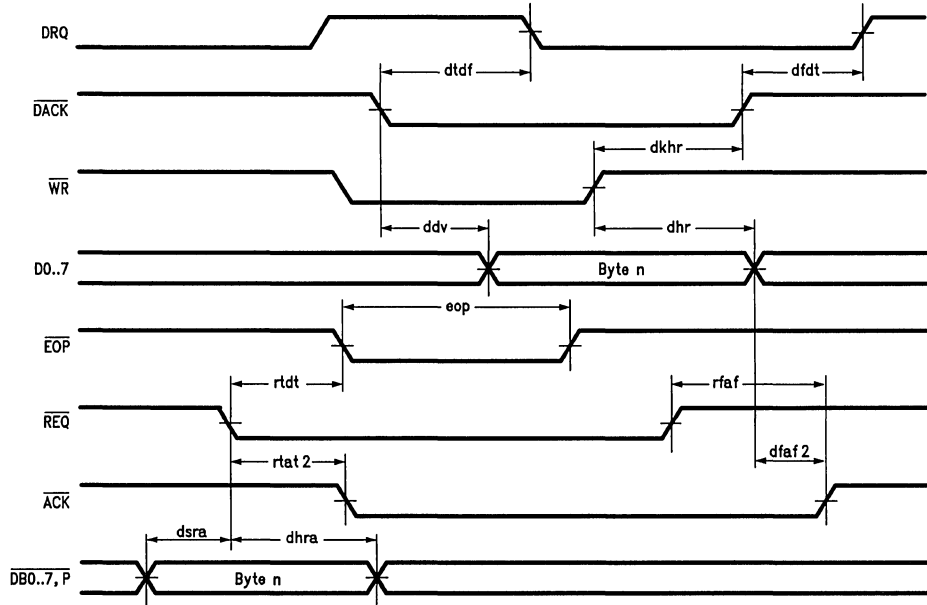 DRQ
dtdf
dfdt
DACK
dkhr
WR
ddv
dhr
D0..7
Byte n
eop
EOP
rtdt
rfaf
REQ
rtat 2
dfaf 2
ACK
dsra
dhra
DB0..7, P
Byte n